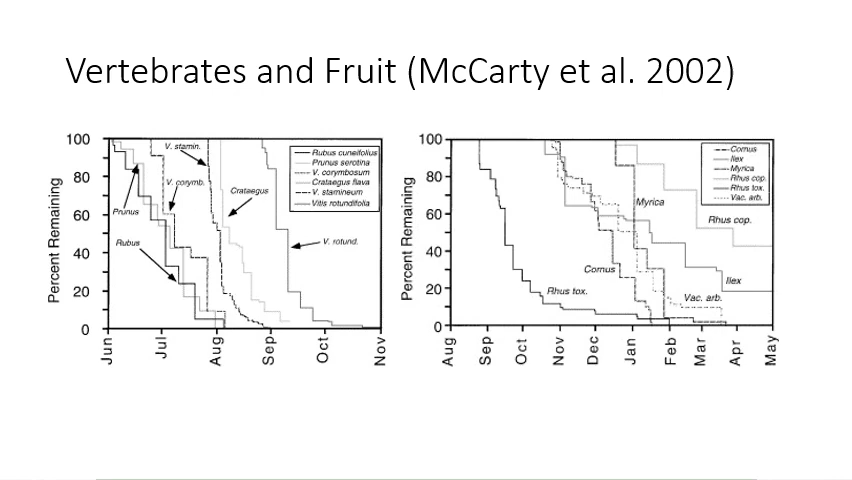 Vertebrates and Fruit (McCarty et al. 2002)
100
80
60
40
20
0
Percent Remaining
Jun
Jul
Aug
Sep
Oct
Nov
V. stamin.
V. corymb.
Crataegus
Prunus
Rubus
V. rotund.
Rubus cuneifolius
Prunus serotina
V. corymbosum
Crataegus flava
V. stamineum
Vitis rotundifolia
100
80
60
40
20
0
Percent Remaining
Aug
Sep
Oct
Nov
Dec
Jan
Feb
Mar
Apr
May
Cornus
Ilex
Myrica
Rhus cop.
Rhus tox.
Vac. arb.
Myrica
Rhus cop.
Cornus
Ilex
Rhus tox.
Vac. arb.